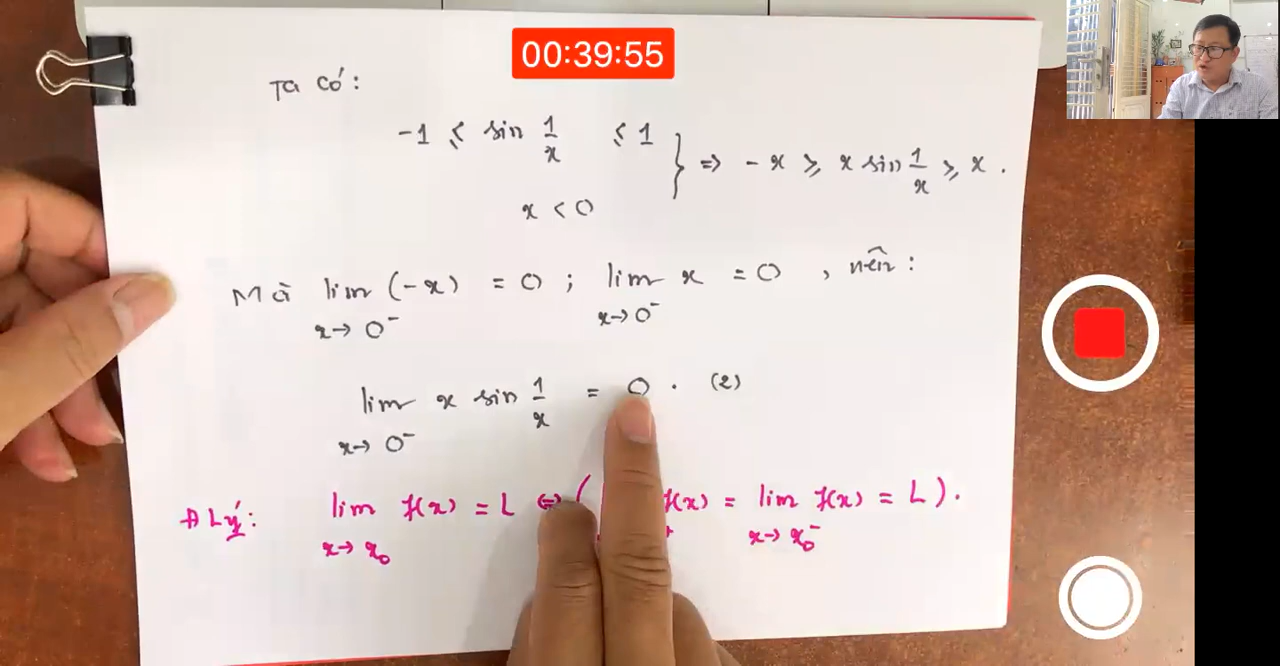 00:39:55
Ta có:
-1 ≤ sin 1/x ≤ 1
x < 0
} => -x ≥ x sin 1/x ≥ x.
Mà lim (-x) = 0 ; lim x = 0 , nên:
x→0⁻ x→0⁻
lim x sin 1/x = 0. (2)
x→0⁻
Đ Lý: lim f(x) = L <=> ( f(x) = lim f(x) = L).
x→x₀ + x→x₀⁻